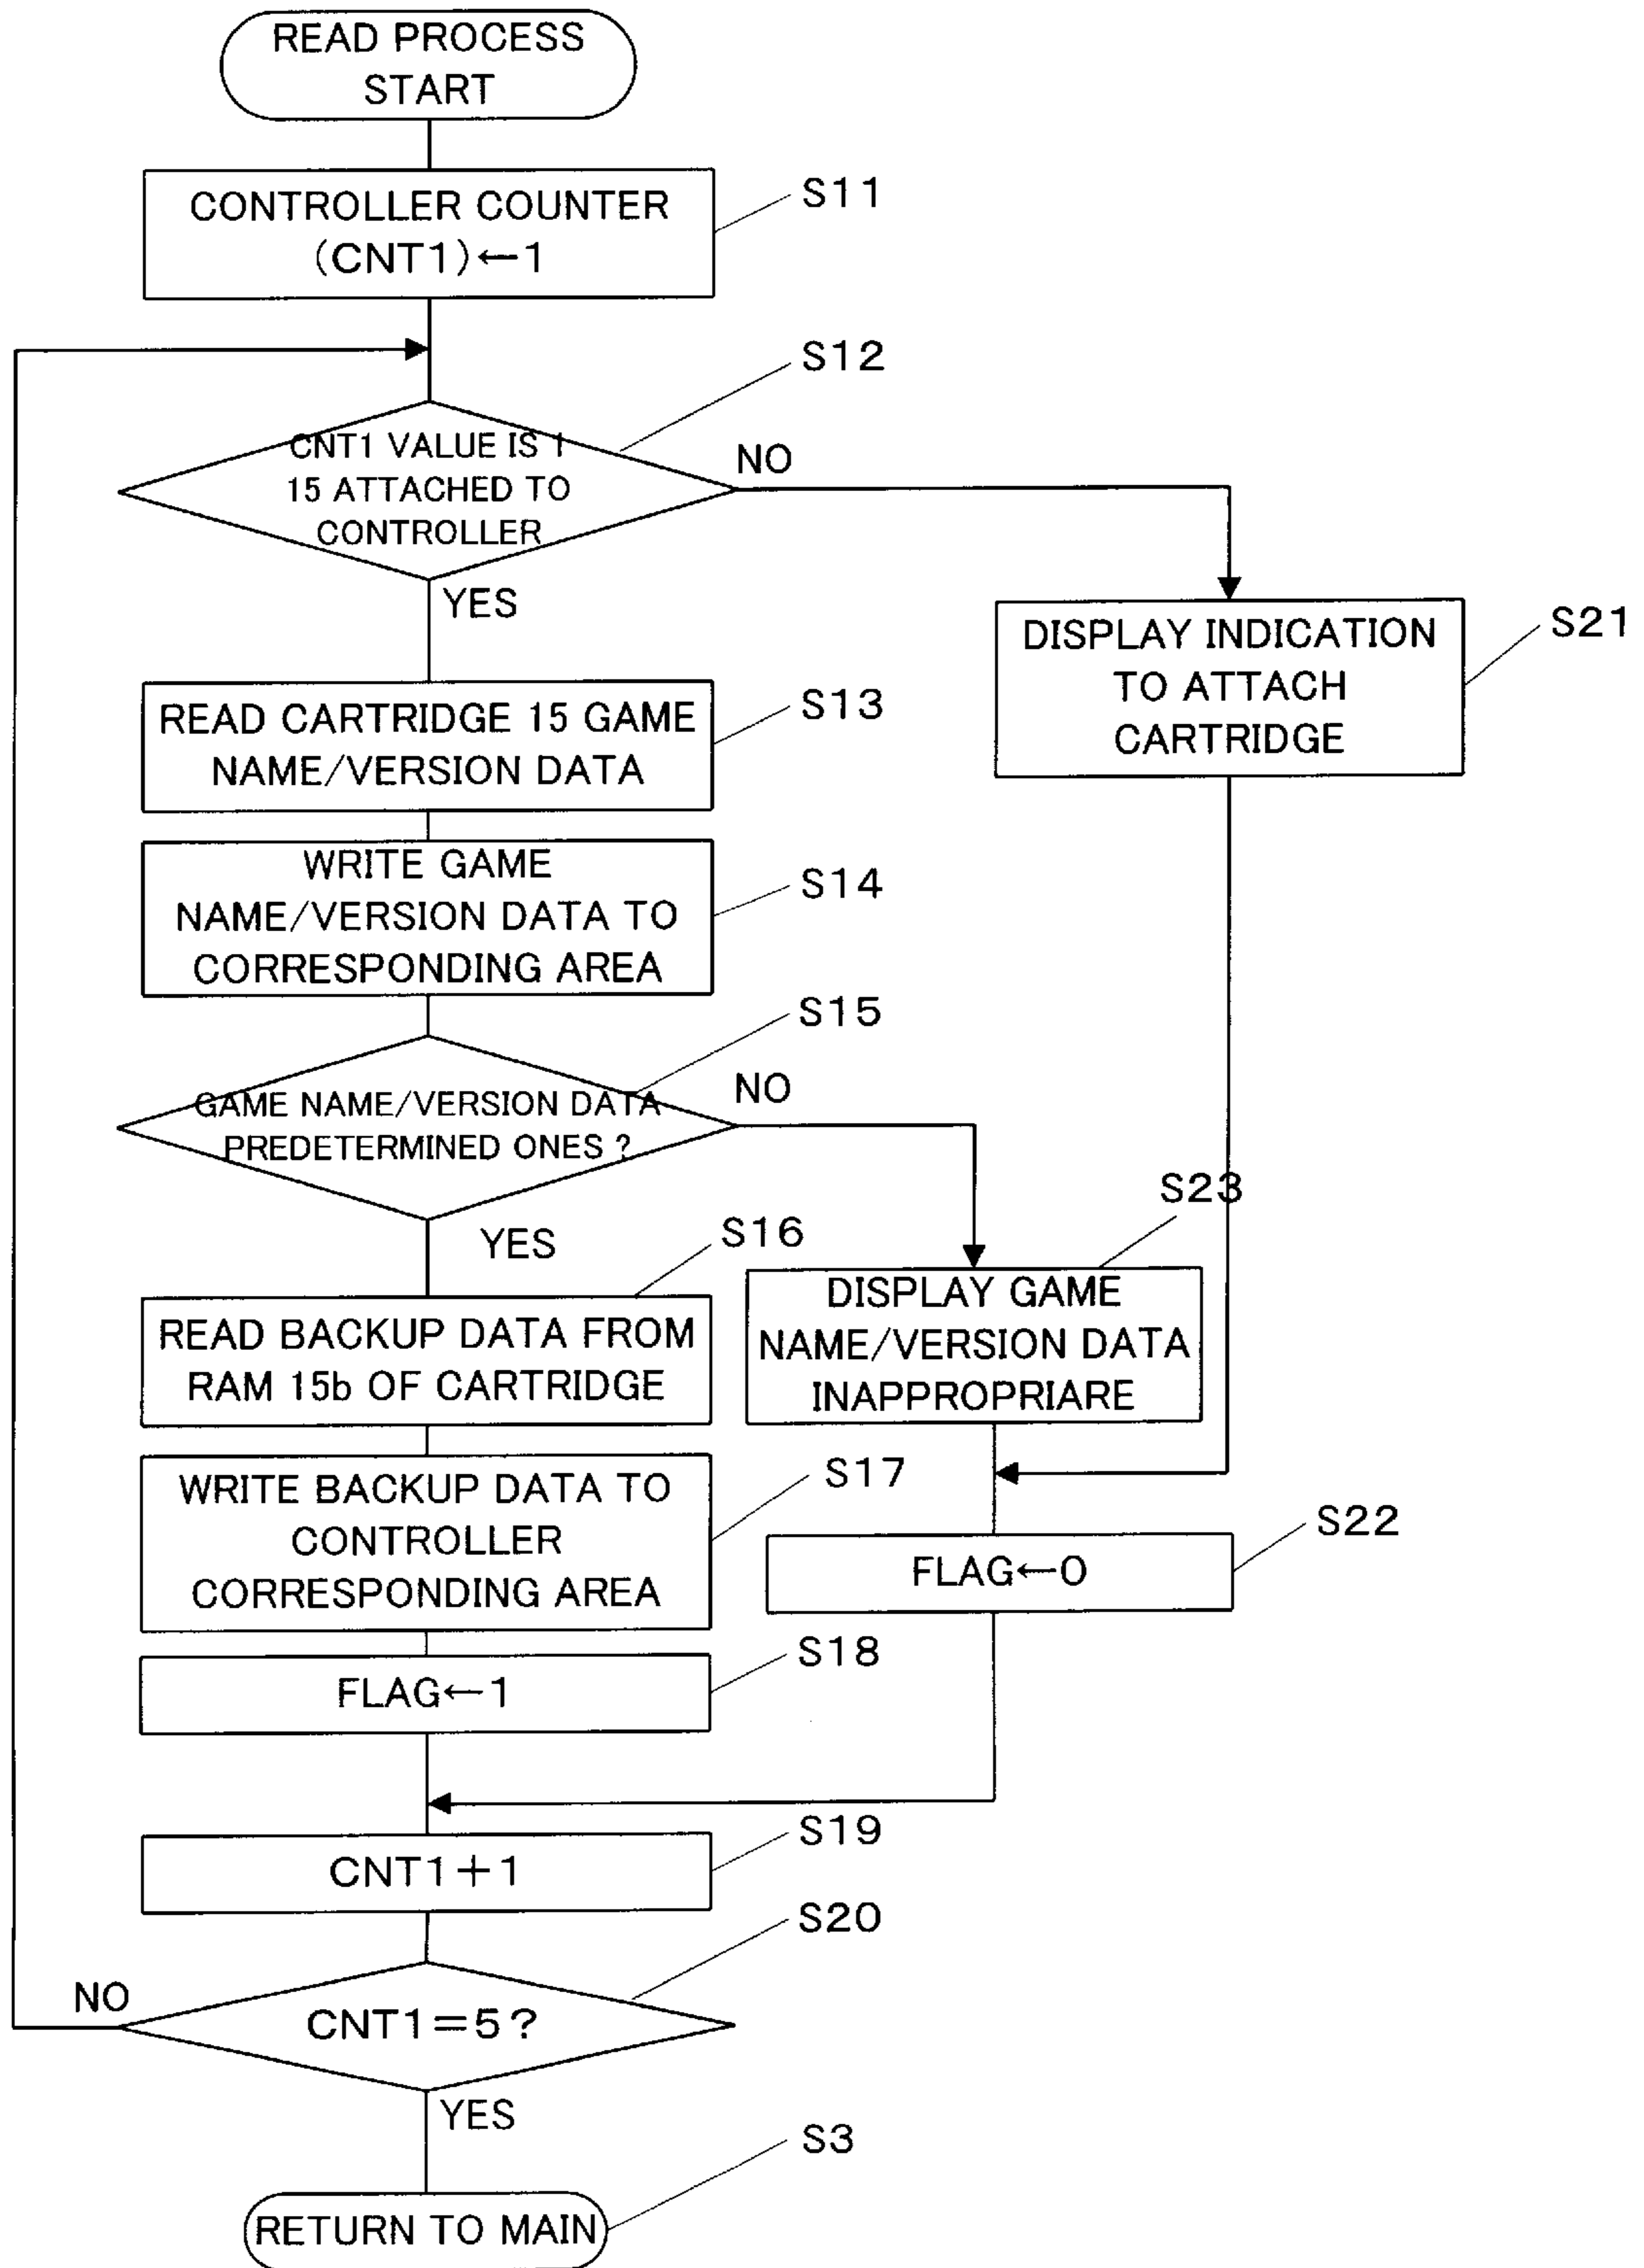 READ PROCESS
START
CONTROLLER COUNTER
(CNT1)←1
S11
S12
CNT1 VALUE IS 1
15 ATTACHED TO
CONTROLLER
NO
YES
DISPLAY INDICATION
TO ATTACH
CARTRIDGE
S21
READ CARTRIDGE 15 GAME
NAME/VERSION DATA
S13
WRITE GAME
NAME/VERSION DATA TO
CORRESPONDING AREA
S14
S15
GAME NAME/VERSION DATA
PREDETERMINED ONES ?
NO
YES
S23
DISPLAY GAME
NAME/VERSION DATA
INAPPROPRIARE
S16
READ BACKUP DATA FROM
RAM 15b OF CARTRIDGE
WRITE BACKUP DATA TO
CONTROLLER
CORRESPONDING AREA
S17
FLAG←0
S22
FLAG←1
S18
CNT1+1
S19
S20
CNT1=5?
NO
YES
S3
RETURN TO MAIN